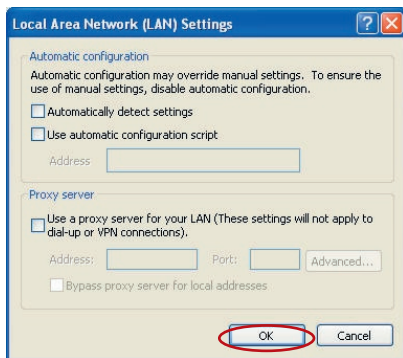 Local Area Network (LAN) Settings
Automatic configuration
Automatic configuration may override manual settings. To ensure the
use of manual settings, disable automatic configuration.
Automatically detect settings
Use automatic configuration script
Address
Proxy server
Use a proxy server for your LAN (These settings will not apply to
dial-up or VPN connections).
Address: Port: Advanced...
Bypass proxy server for local addresses
OK Cancel